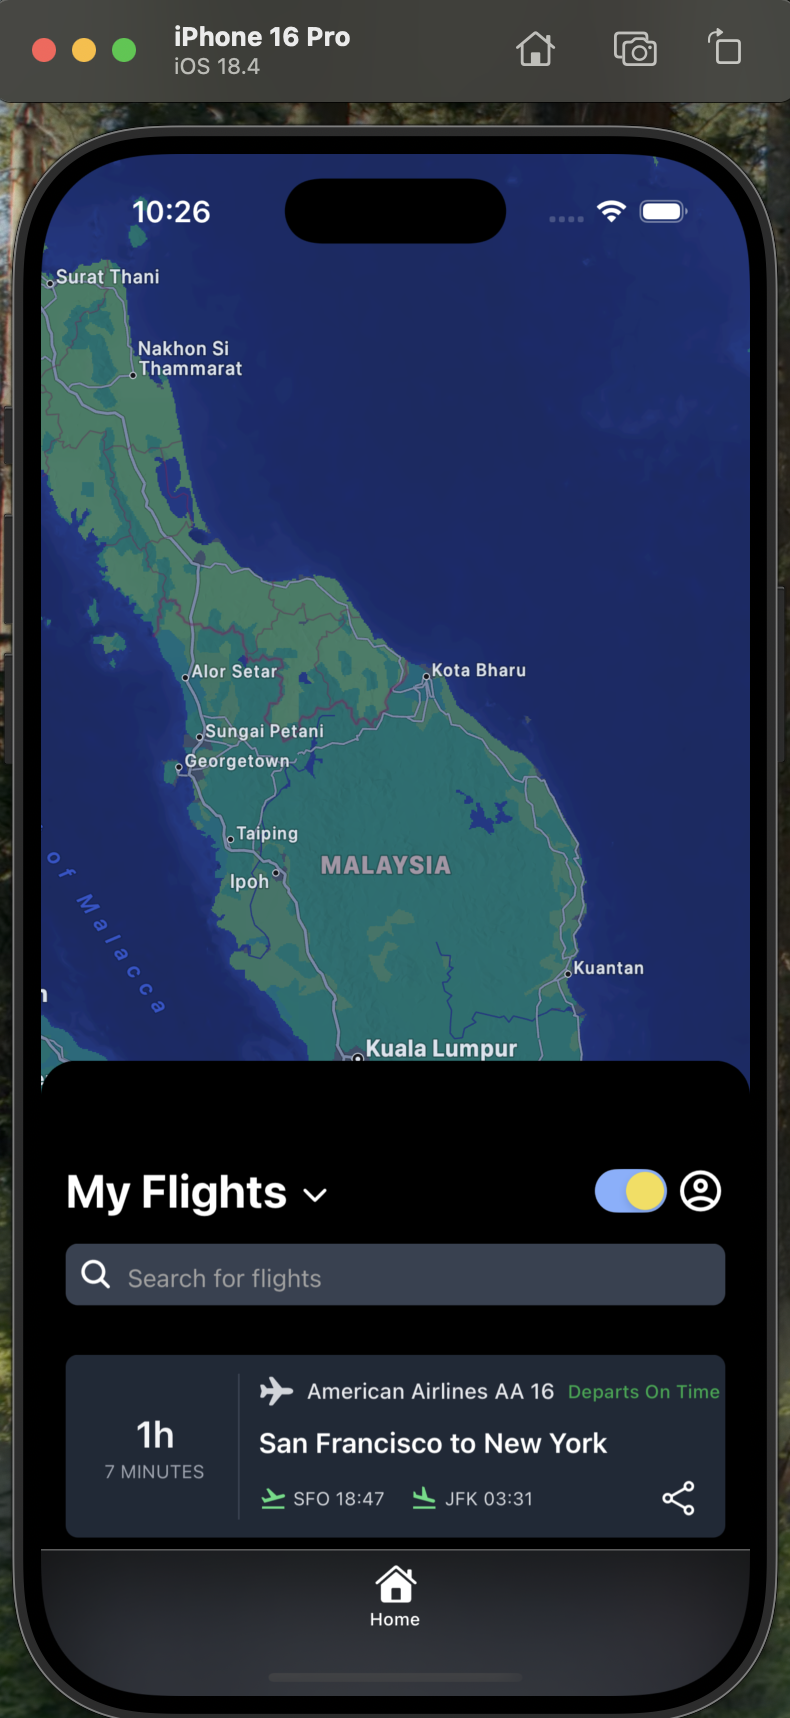 iPhone 16 Pro
iOS 18.4
10:26
Surat Thani
Nakhon Si
Thammarat
Alor Setar
Kota Bharu
Sungai Petani
Georgetown
Taiping
MALAYSIA
Ipoh
of Malacca
Kuantan
Kuala Lumpur
My Flights
Search for flights
American Airlines AA 16 Departs On Time
1h
7 MINUTES
San Francisco to New York
SFO 18:47 JFK 03:31
Home